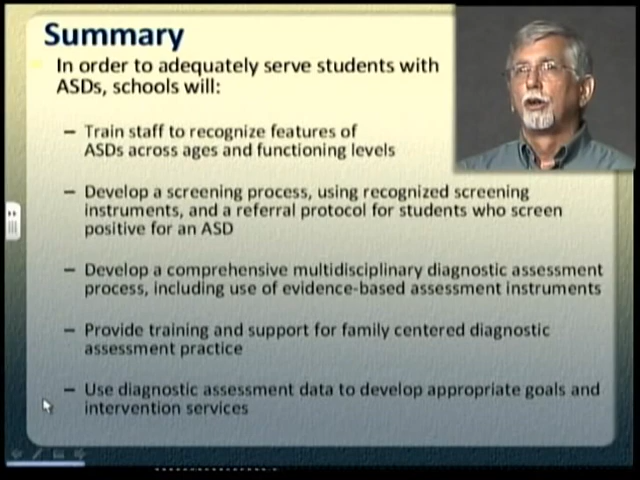 Summary
In order to adequately serve students with
ASDs, schools will:
– Train staff to recognize features of
ASDs across ages and functioning levels
– Develop a screening process, using recognized screening
instruments, and a referral protocol for students who screen
positive for an ASD
– Develop a comprehensive multidisciplinary diagnostic assessment
process, including use of evidence-based assessment instruments
– Provide training and support for family centered diagnostic
assessment practice
– Use diagnostic assessment data to develop appropriate goals and
intervention services